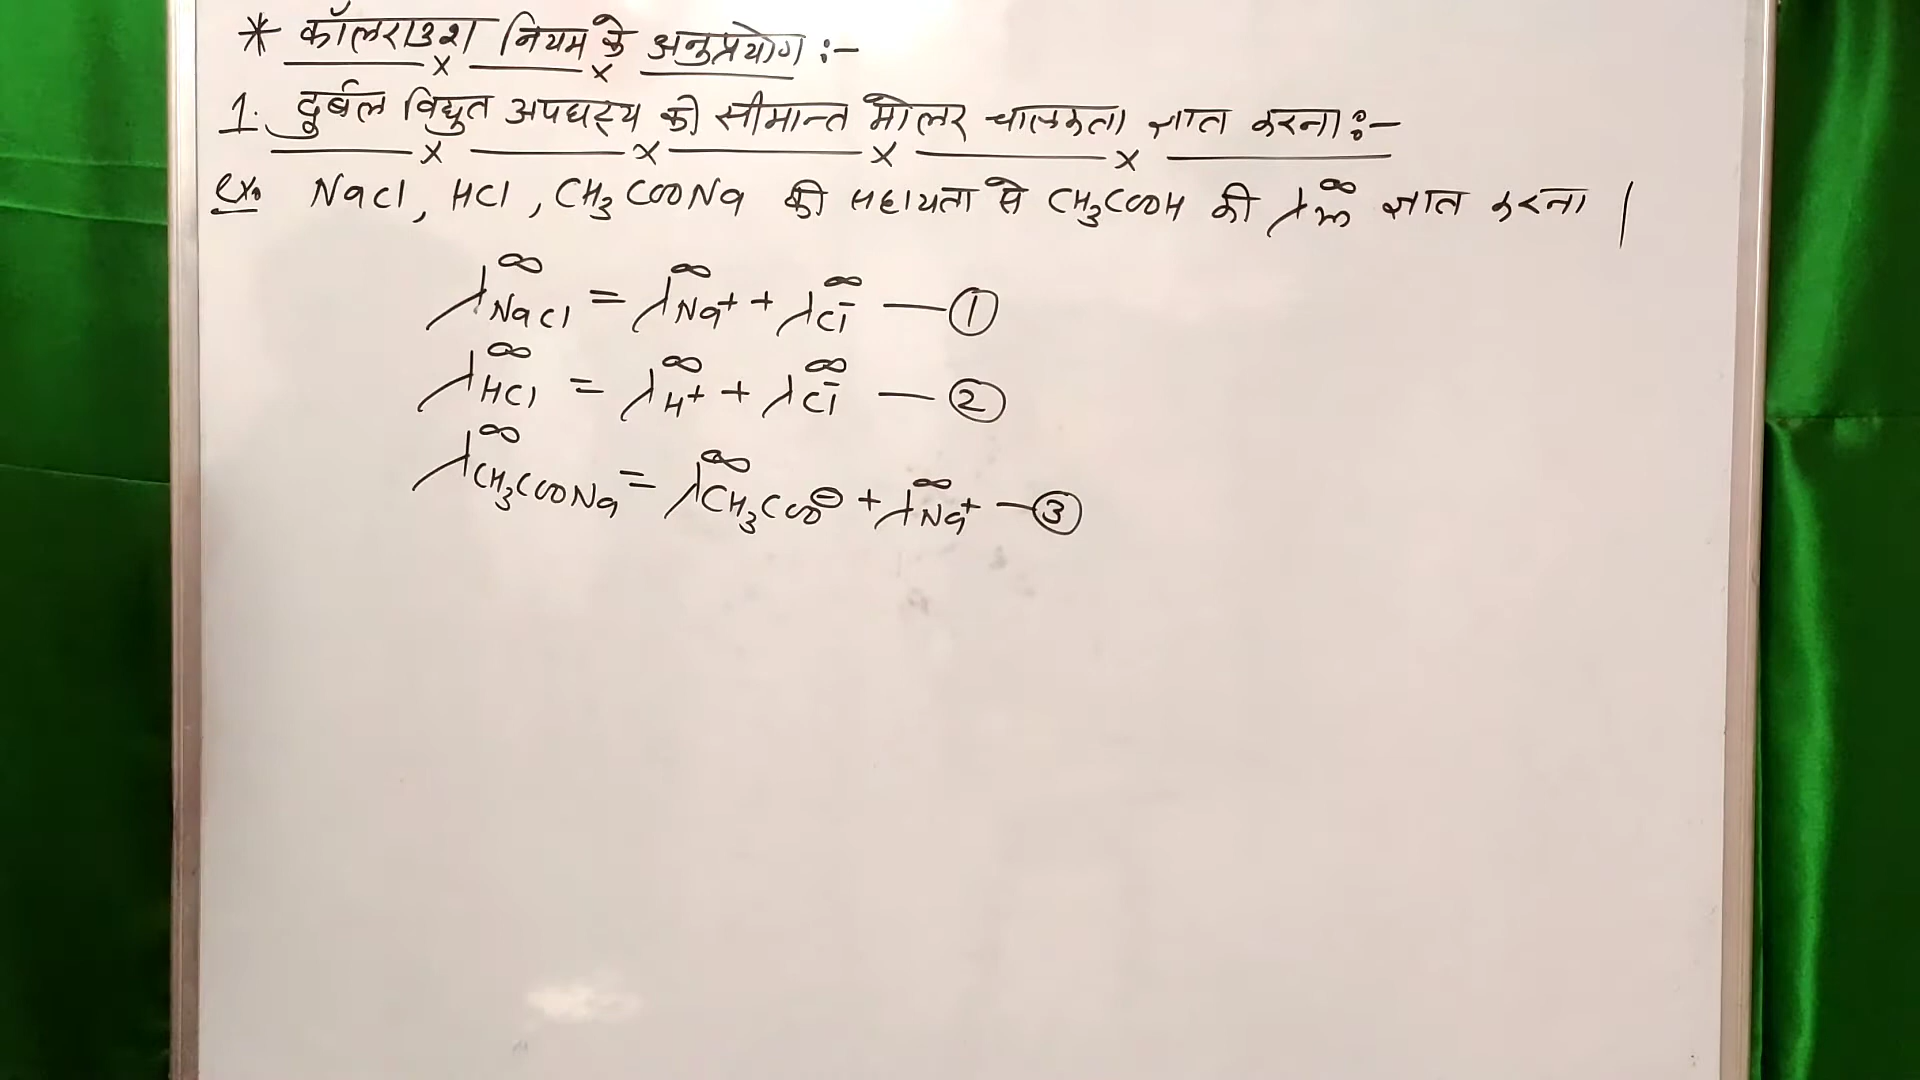 * कॉलराउश नियम के अनुप्रयोग :-
1. दुर्बल विद्युत अपघट्य की सीमान्त मोलर चालकता ज्ञात करना :-
ex. NaCl, HCl, CH₃COONa की सहायता से CH₃COOH की λ∞m ज्ञात करना |
λ∞NaCl = λ∞Na⁺ + λ∞Cl⁻ — ①
λ∞HCl = λ∞H⁺ + λ∞Cl⁻ — ②
λ∞CH₃COONa = λ∞CH₃COO⊖ + λ∞Na⁺ — ③